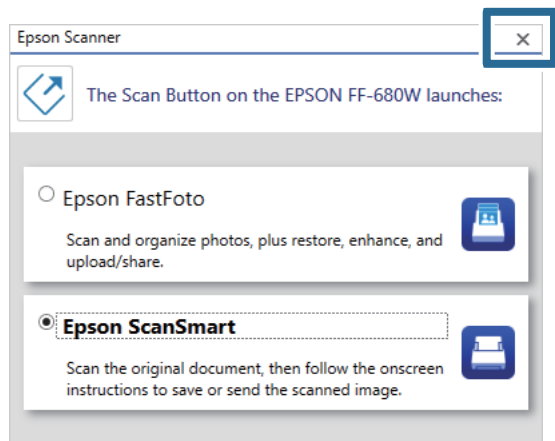 Epson Scanner
The Scan Button on the EPSON FF-680W launches:
Epson FastFoto
Scan and organize photos, plus restore, enhance, and
upload/share.
Epson ScanSmart
Scan the original document, then follow the onscreen
instructions to save or send the scanned image.